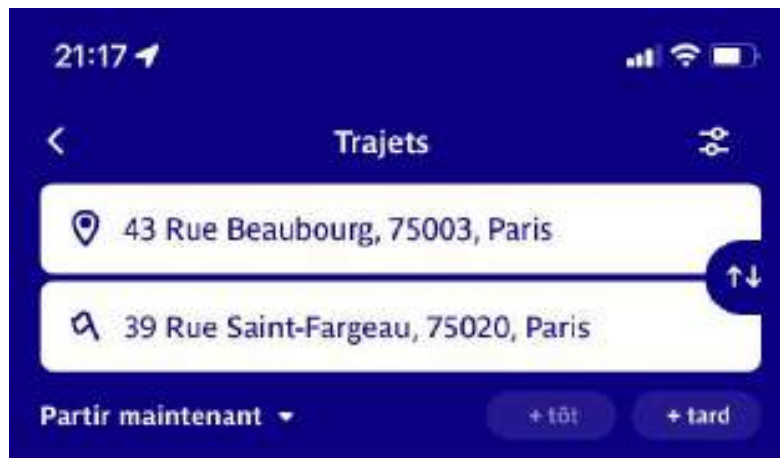 21:17
Trajets
43 Rue Beaubourg, 75003, Paris
39 Rue Saint-Fargeau, 75020, Paris
Partir maintenant + tôt + tard